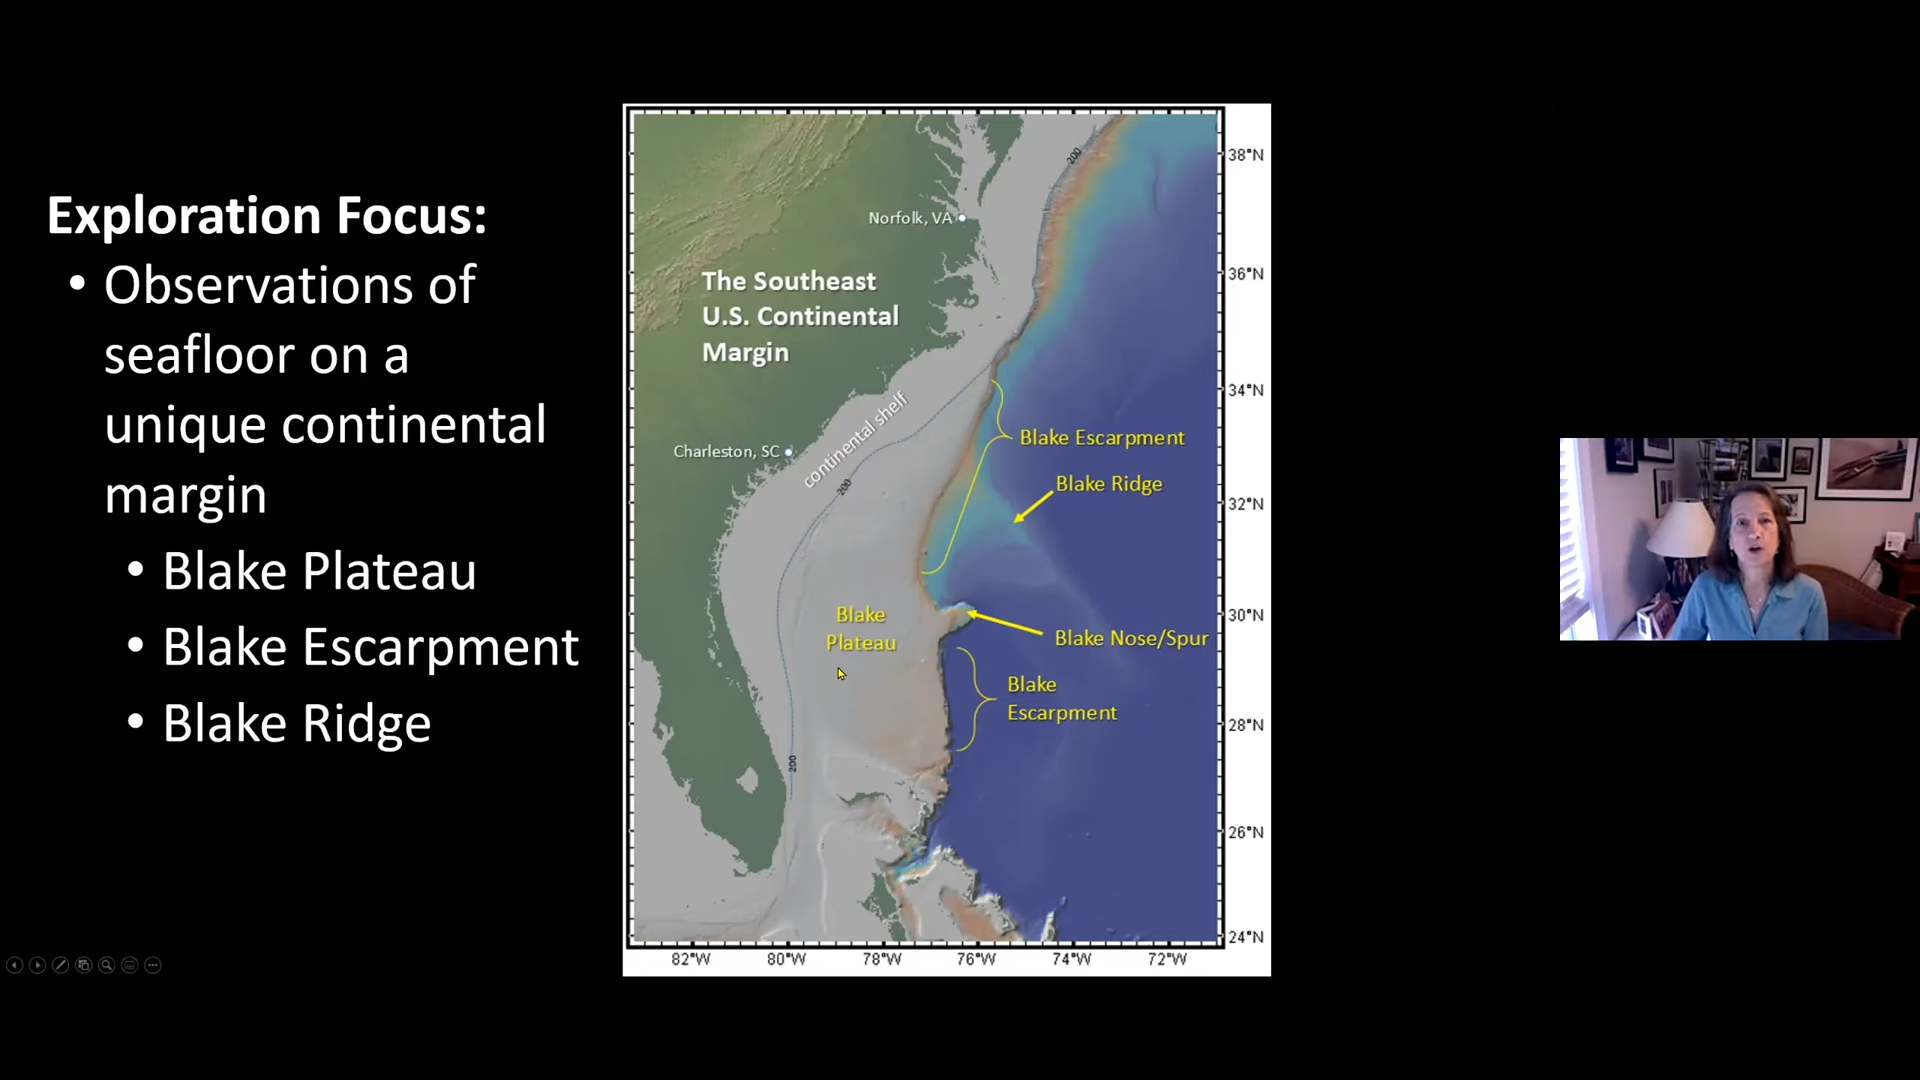 Exploration Focus:
• Observations of
seafloor on a
unique continental
margin
• Blake Plateau
• Blake Escarpment
• Blake Ridge
The Southeast
U.S. Continental
Margin
Norfolk, VA
Charleston, SC
continental shelf
200
200
200
Blake Escarpment
Blake Ridge
Blake
Plateau
Blake Nose/Spur
Blake
Escarpment
38°N
36°N
34°N
32°N
30°N
28°N
26°N
24°N
82°W 80°W 78°W 76°W 74°W 72°W